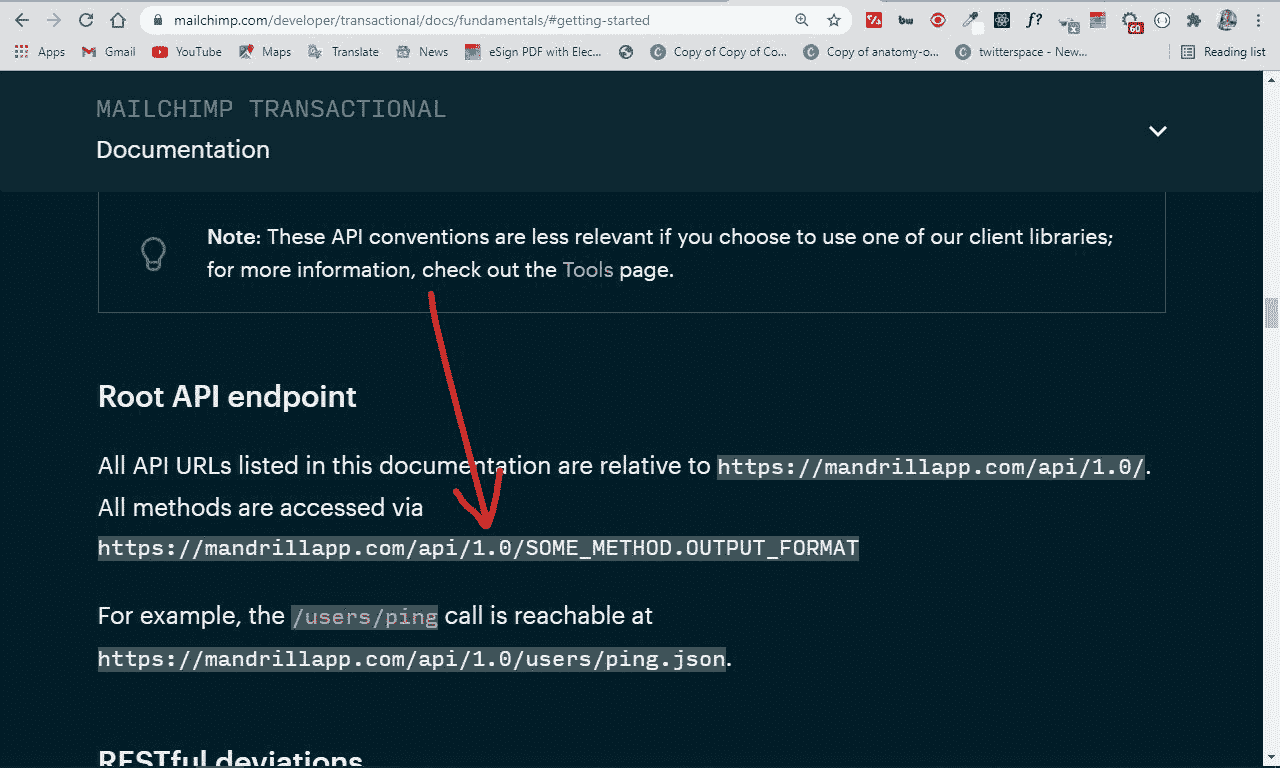 mailchimp.com/developer/transactional/docs/fundamentals/#getting-started
f?
60
Apps Gmail YouTube Maps Translate News eSign PDF with Elec... Copy of Copy of Co... Copy of anatomy-o... twitterspace - New... Reading list
MAILCHIMP TRANSACTIONAL
Documentation
Note: These API conventions are less relevant if you choose to use one of our client libraries;
for more information, check out the Tools page.
Root API endpoint
All API URLs listed in this documentation are relative to https://mandrillapp.com/api/1.0/.
All methods are accessed via
https://mandrillapp.com/api/1.0/SOME_METHOD.OUTPUT_FORMAT
For example, the /users/ping call is reachable at
https://mandrillapp.com/api/1.0/users/ping.json.
RESTful deviations